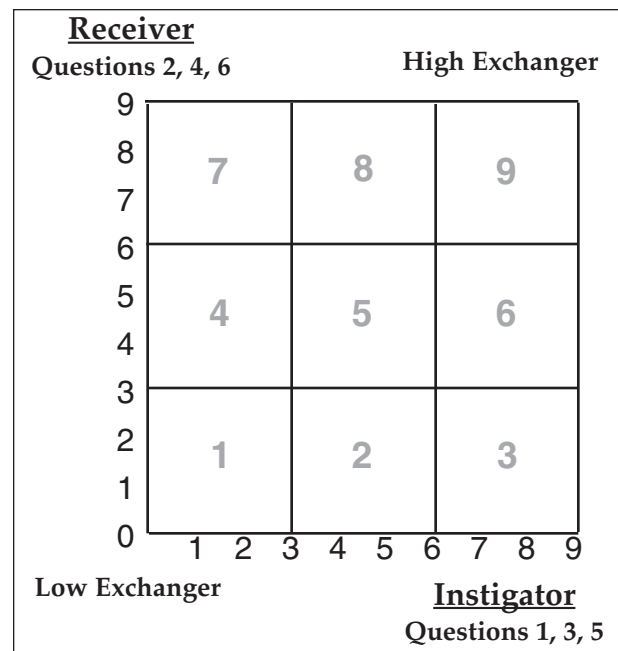 Receiver
Questions 2, 4, 6
High Exchanger
9
8
7 8 9
7
6
5
4 5 6
4
3
2
1 2 3
1
0
1 2 3 4 5 6 7 8 9
Low Exchanger
Instigator
Questions 1, 3, 5